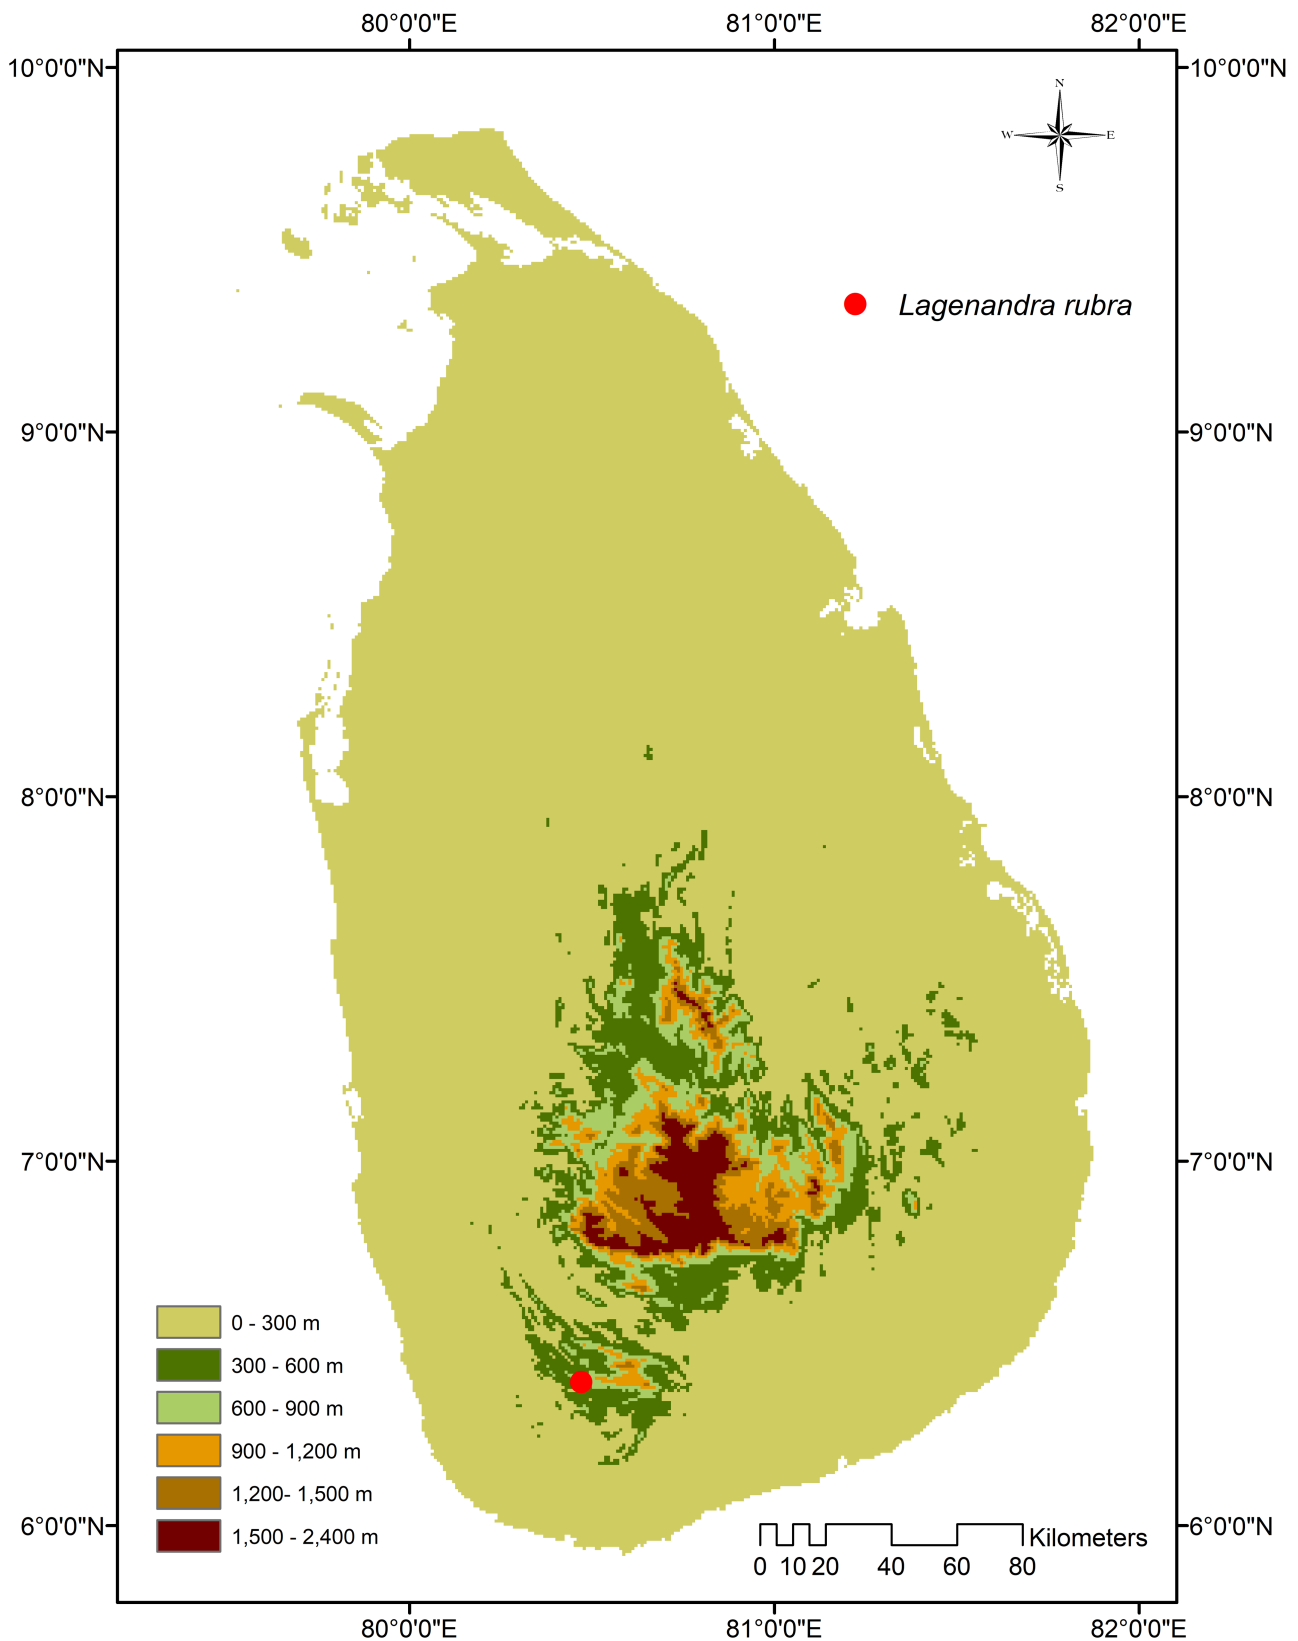 80°0'0"E 81°0'0"E 82°0'0"E
10°0'0"N 10°0'0"N
N
W E
S
Lagenandra rubra
9°0'0"N 9°0'0"N
8°0'0"N 8°0'0"N
7°0'0"N 7°0'0"N
0 - 300 m
300 - 600 m
600 - 900 m
900 - 1,200 m
1,200- 1,500 m
1,500 - 2,400 m
6°0'0"N 6°0'0"N
Kilometers
0 10 20 40 60 80
80°0'0"E 81°0'0"E 82°0'0"E